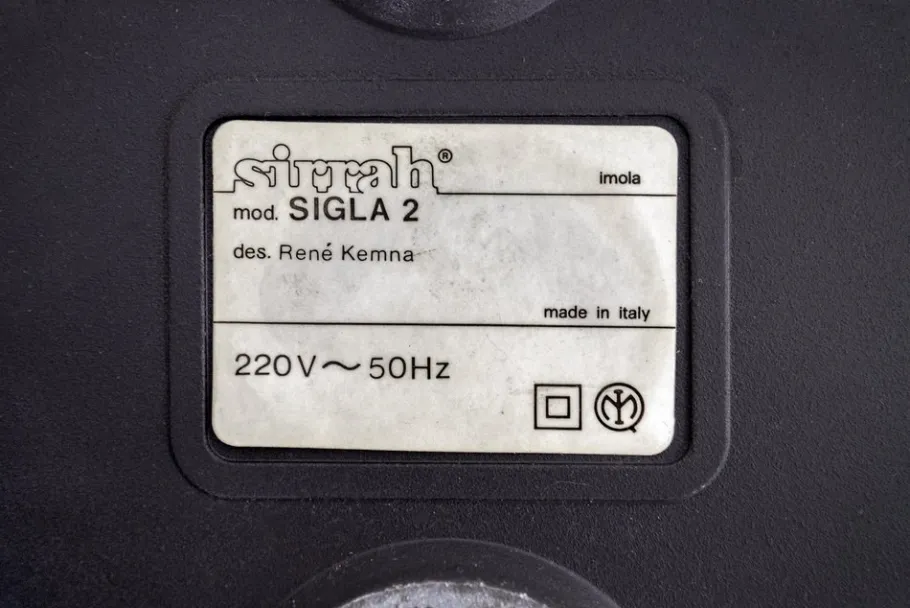 sirrah® imola
mod. SIGLA 2
des. René Kemna
made in italy
220V～50Hz